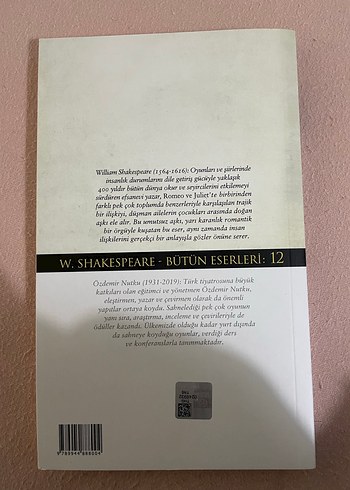 William Shakespeare (1564-1616): Oyunları ve şiirlerinde
insanlık durumlarını dile getiriş gücüyle yaklaşık
400 yıldır bütün dünya okur ve seyircilerini etkilemeyi
sürdüren efsanevi yazar, Romeo ve Juliet'te birbirinden
farklı pek çok toplumda benzerleriyle karşılaşılan trajik
bir ilişkiyi, düşman ailelerin çocukları arasında doğan
aşkı ele alır. Bu umutsuz aşkı, yarı karanlık romantik
bir örgüyle kuşatan bu eser, aynı zamanda insan
ilişkilerini gerçekçi bir anlayışla gözler önüne serer.
W. SHAKESPEARE - BÜTÜN ESERLERİ: 12
Özdemir Nutku (1931-2019): Türk tiyatrosuna büyük
katkıları olan eğitimci ve yönetmen Özdemir Nutku,
eleştirmen, yazar ve çevirmen olarak da önemli
yapıtlar ortaya koydu. Sahnelediği pek çok oyunun
yanı sıra, araştırma, inceleme ve çevirileriyle de
ödüller kazandı; Ülkemizde olduğu kadar yurt dışında
da sahneye koyduğu oyunlar, verdiği ders
ve konferanslarla tanınmaktadır.